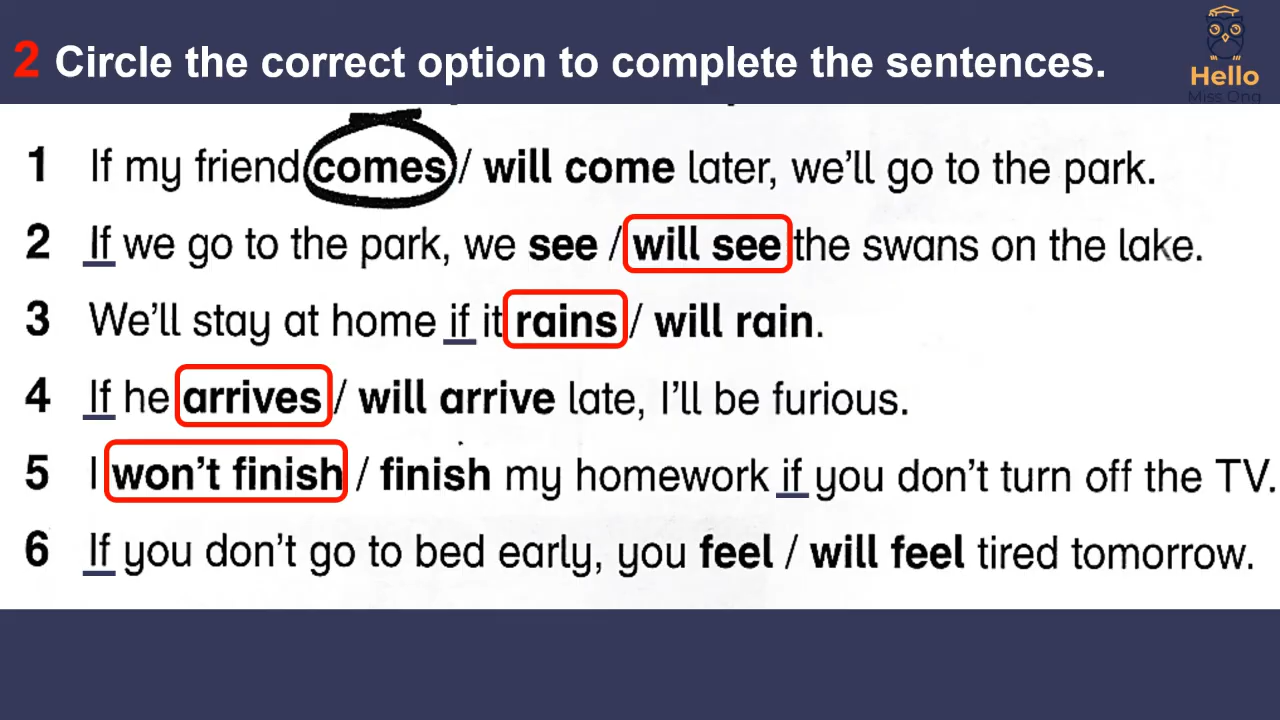 2 Circle the correct option to complete the sentences.
Hello
Miss Ong
1 If my friend comes / will come later, we'll go to the park.
2 If we go to the park, we see / will see the swans on the lake.
3 We'll stay at home if it rains / will rain.
4 If he arrives / will arrive late, I'll be furious.
5 I won't finish / finish my homework if you don't turn off the TV.
6 If you don't go to bed early, you feel / will feel tired tomorrow.